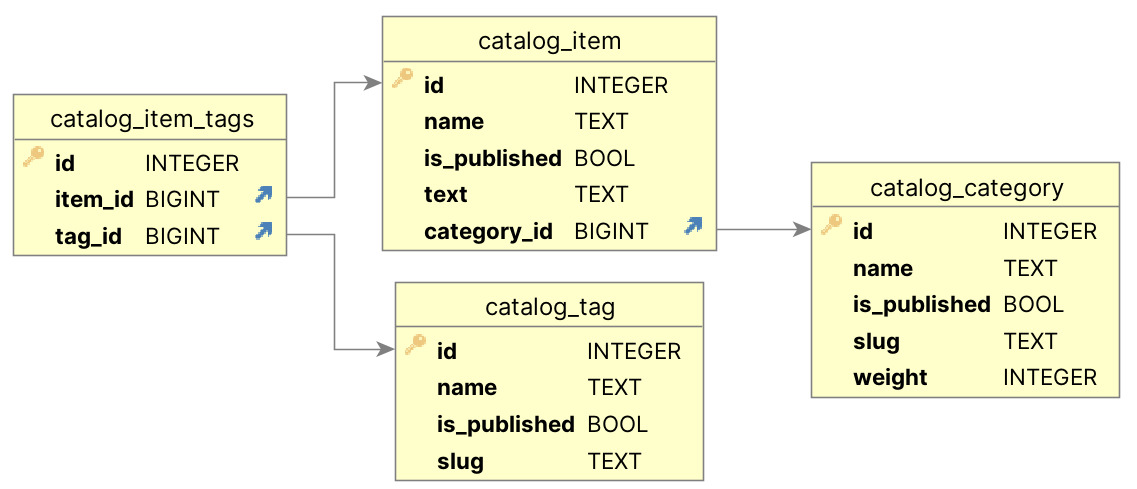 catalog_item_tags
id INTEGER
item_id BIGINT
tag_id BIGINT
catalog_item
id INTEGER
name TEXT
is_published BOOL
text TEXT
category_id BIGINT
catalog_tag
id INTEGER
name TEXT
is_published BOOL
slug TEXT
catalog_category
id INTEGER
name TEXT
is_published BOOL
slug TEXT
weight INTEGER